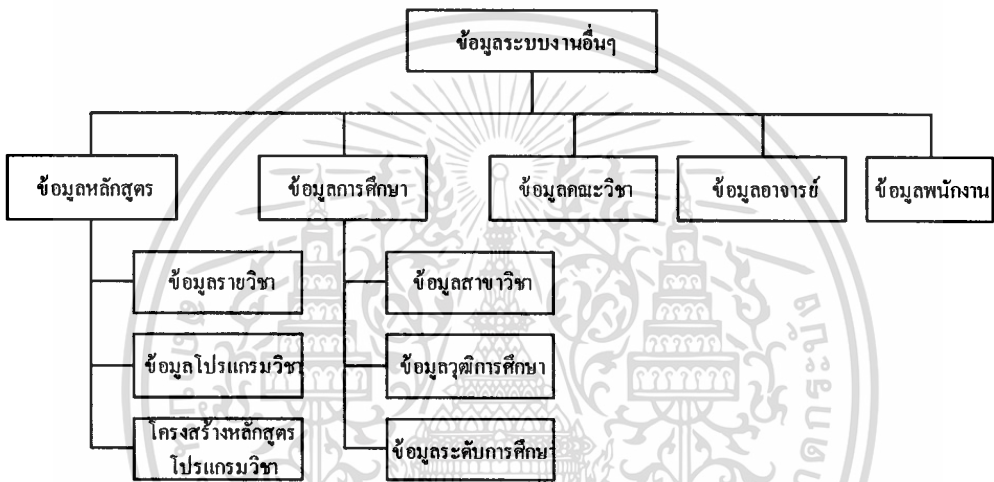 ข้อมูลระบบงานอื่นๆ
ข้อมูลหลักสูตร
ข้อมูลการศึกษา
ข้อมูลคณะวิชา
ข้อมูลอาจารย์
ข้อมูลพนักงาน
ข้อมูลรายวิชา
ข้อมูลสาขาวิชา
ข้อมูลโปรแกรมวิชา
ข้อมูลวุฒิการศึกษา
โครงสร้างหลักสูตร
โปรแกรมวิชา
ข้อมูลระดับการศึกษา